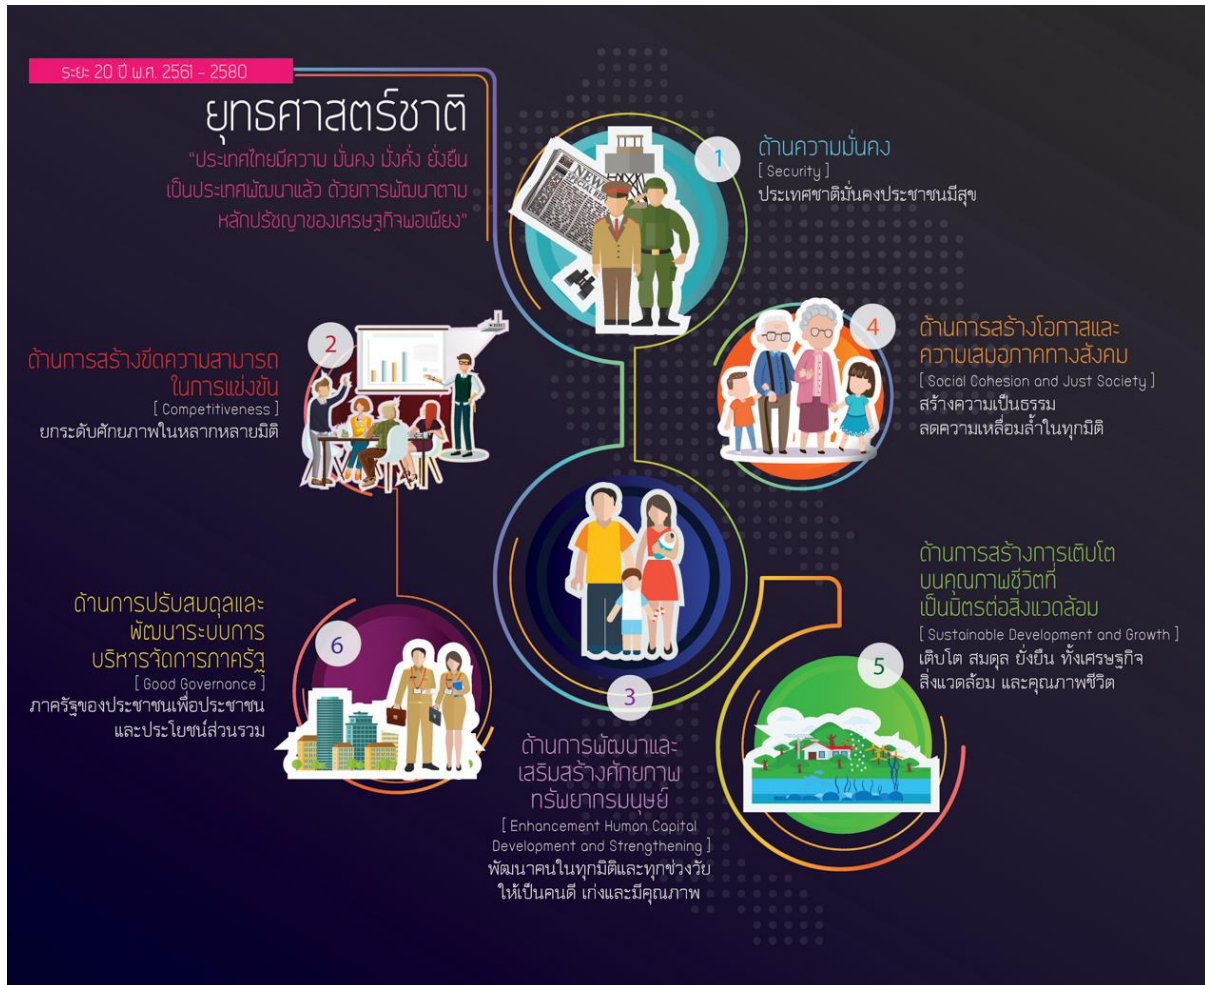 ระยะ 20 ปี พ.ศ. 2561 - 2580
ยุทธศาสตร์ชาติ
"ประเทศไทยมีความ มั่นคง มั่งคั่ง ยั่งยืน
เป็นประเทศพัฒนาแล้ว ด้วยการพัฒนาตาม
หลักปรัชญาของเศรษฐกิจพอเพียง"
NEWS
1
ด้านความมั่นคง
[ Security ]
ประเทศชาติมั่นคงประชาชนมีสุข
2
ด้านการสร้างขีดความสามารถ
ในการแข่งขัน
[ Competitiveness ]
ยกระดับศักยภาพในหลากหลายมิติ
3
ด้านการพัฒนาและ
เสริมสร้างศักยภาพ
ทรัพยากรมนุษย์
[ Enhancement Human Capital
Development and Strengthening ]
พัฒนาคนในทุกมิติและทุกช่วงวัย
ให้เป็นคนดี เก่งและมีคุณภาพ
4
ด้านการสร้างโอกาสและ
ความเสมอภาคทางสังคม
[ Social Cohesion and Just Society ]
สร้างความเป็นธรรม
ลดความเหลื่อมล้ำในทุกมิติ
5
ด้านการสร้างการเติบโต
บนคุณภาพชีวิตที่
เป็นมิตรต่อสิ่งแวดล้อม
[ Sustainable Development and Growth ]
เติบโต สมดุล ยั่งยืน ทั้งเศรษฐกิจ
สิ่งแวดล้อม และคุณภาพชีวิต
6
ด้านการปรับสมดุลและ
พัฒนาระบบการ
บริหารจัดการภาครัฐ
[ Good Governance ]
ภาครัฐของประชาชนเพื่อประชาชน
และประโยชน์ส่วนรวม